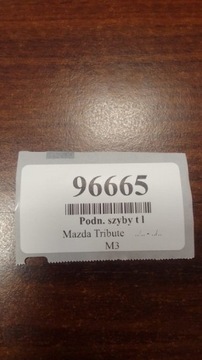 96665
Podn. szyby t l
Mazda Tribute
M3